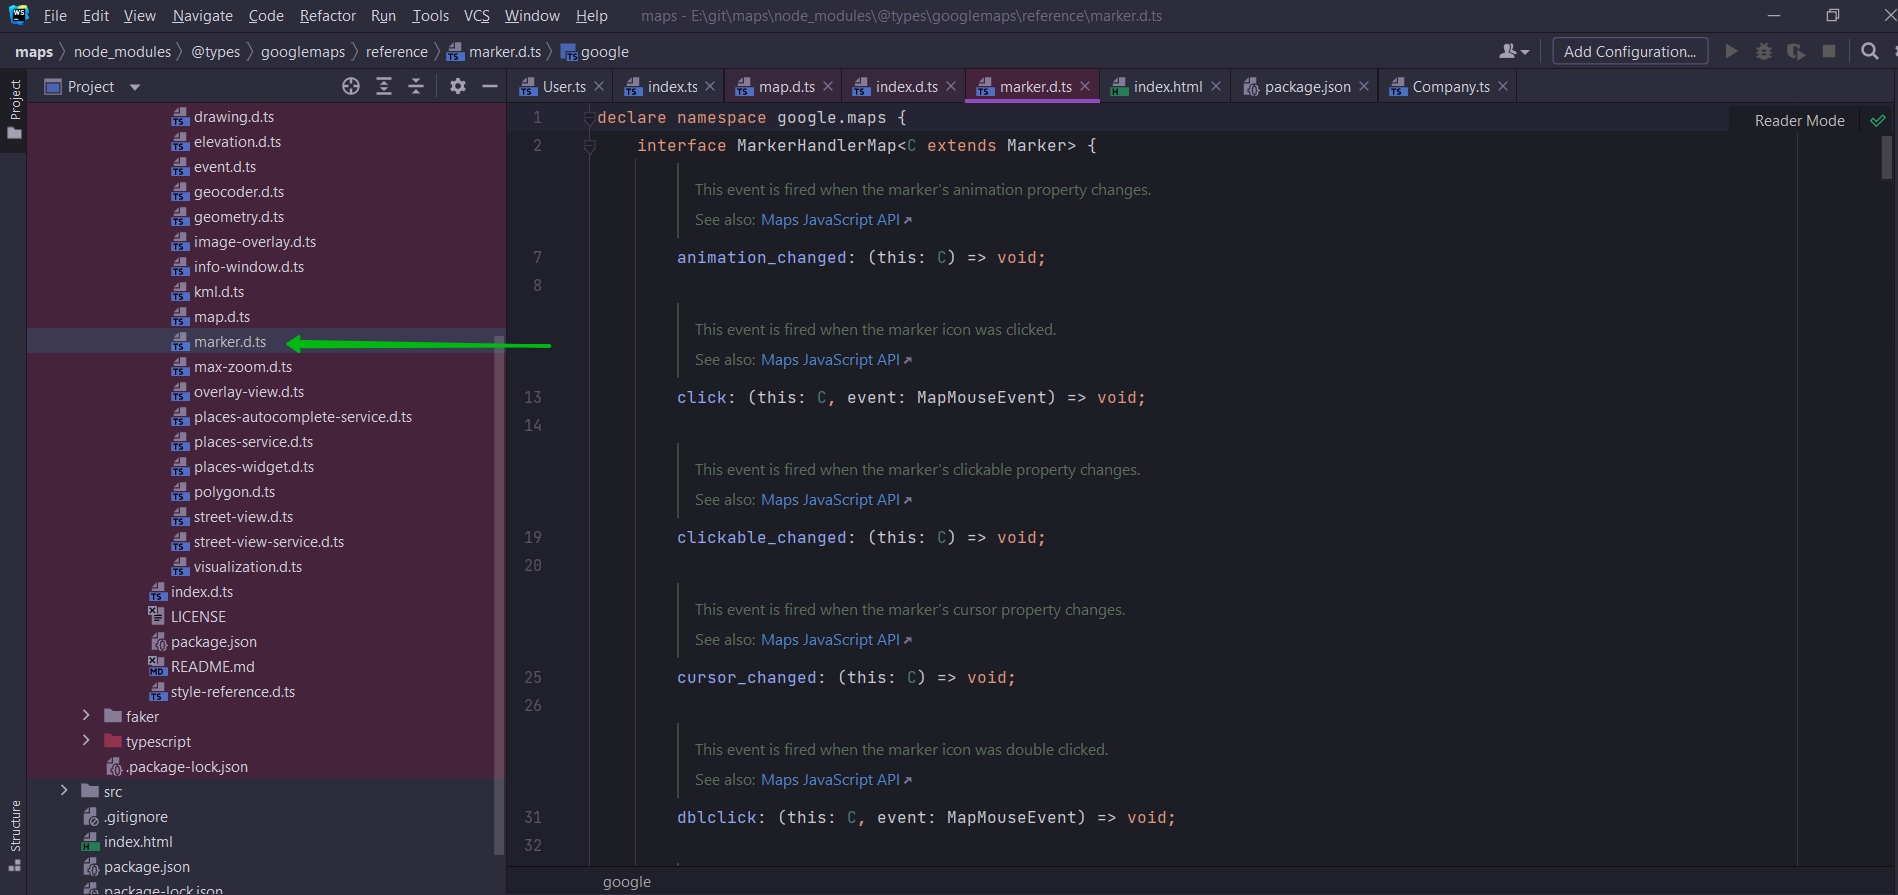 WS File Edit View Navigate Code Refactor Run Tools VCS Window Help maps - E:\git\maps\node_modules\@types\googlemaps\reference\marker.d.ts
maps node_modules @types googlemaps reference marker.d.ts google Add Configuration...
Project
User.ts index.ts map.d.ts index.d.ts marker.d.ts index.html package.json Company.ts
Project
Structure
drawing.d.ts
elevation.d.ts
event.d.ts
geocoder.d.ts
geometry.d.ts
image-overlay.d.ts
info-window.d.ts
kml.d.ts
map.d.ts
marker.d.ts
max-zoom.d.ts
overlay-view.d.ts
places-autocomplete-service.d.ts
places-service.d.ts
places-widget.d.ts
polygon.d.ts
street-view.d.ts
street-view-service.d.ts
visualization.d.ts
index.d.ts
LICENSE
package.json
README.md
style-reference.d.ts
faker
typescript
.package-lock.json
src
.gitignore
index.html
package.json
package-lock.json
Reader Mode
1 declare namespace google.maps {
2 interface MarkerHandlerMap<C extends Marker> {
This event is fired when the marker's animation property changes.
See also: Maps JavaScript API
7 animation_changed: (this: C) => void;
8
This event is fired when the marker icon was clicked.
See also: Maps JavaScript API
13 click: (this: C, event: MapMouseEvent) => void;
14
This event is fired when the marker's clickable property changes.
See also: Maps JavaScript API
19 clickable_changed: (this: C) => void;
20
This event is fired when the marker's cursor property changes.
See also: Maps JavaScript API
25 cursor_changed: (this: C) => void;
26
This event is fired when the marker icon was double clicked.
See also: Maps JavaScript API
31 dblclick: (this: C, event: MapMouseEvent) => void;
32
google